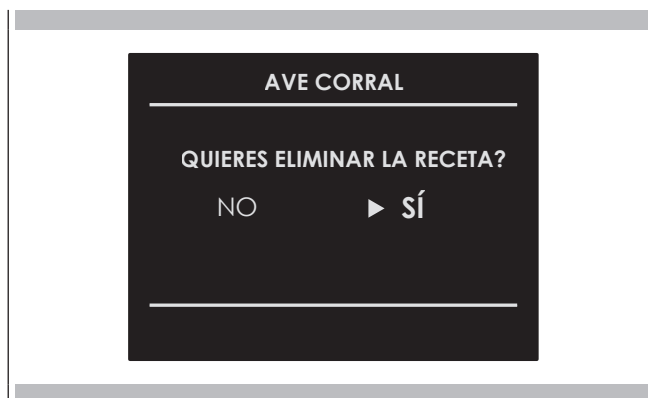 AVE CORRAL
QUIERES ELIMINAR LA RECETA?
NO ▶ SÍ